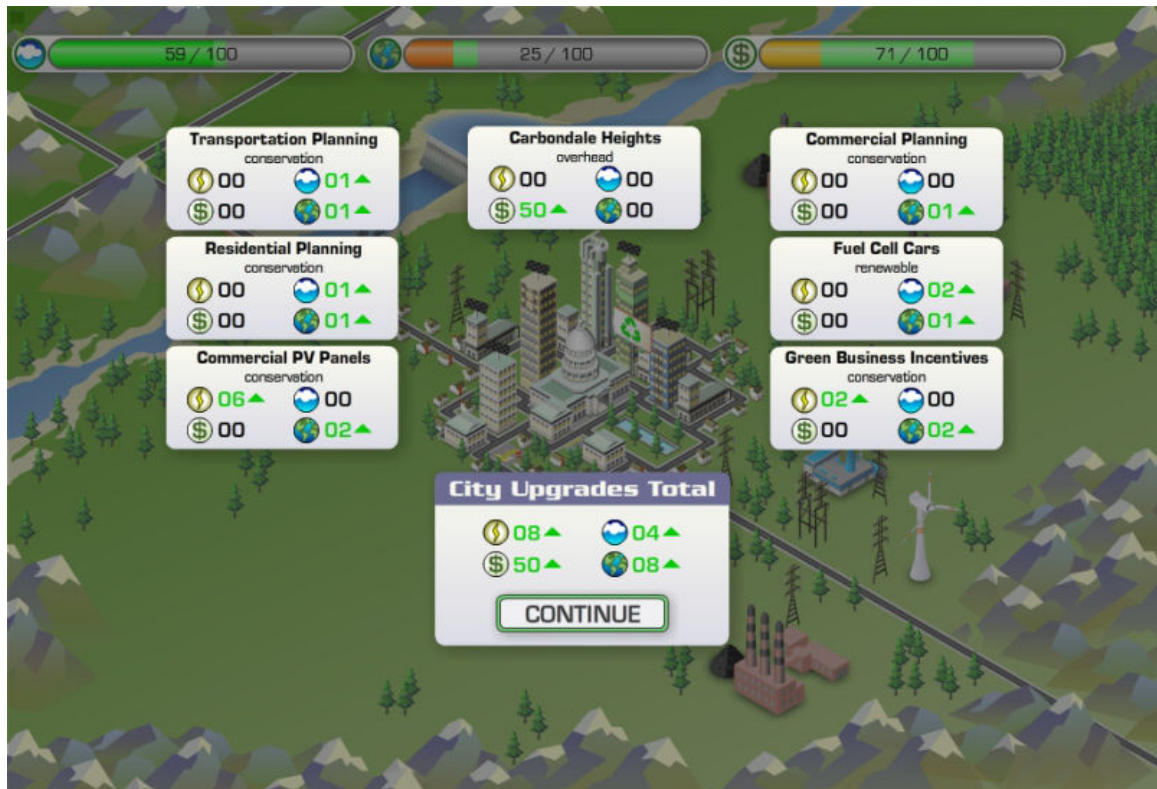 59 / 100
25 / 100
71 / 100
Transportation Planning
conservation
00 01
00 01
Carbondale Heights
overhead
00 00
50 00
Commercial Planning
conservation
00 00
00 01
Residential Planning
conservation
00 01
00 01
Fuel Cell Cars
renewable
00 02
00 01
Commercial PV Panels
conservation
06 00
00 02
Green Business Incentives
conservation
02 00
00 02
City Upgrades Total
08 04
$ 50 08
CONTINUE